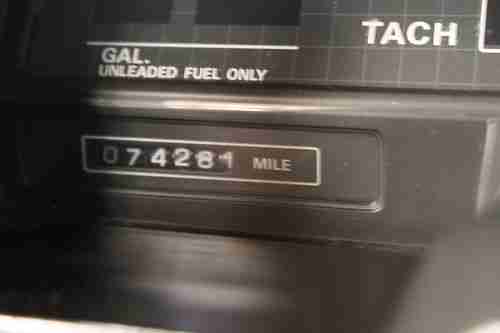 TACH
GAL.
UNLEADED FUEL ONLY
074281 MILE